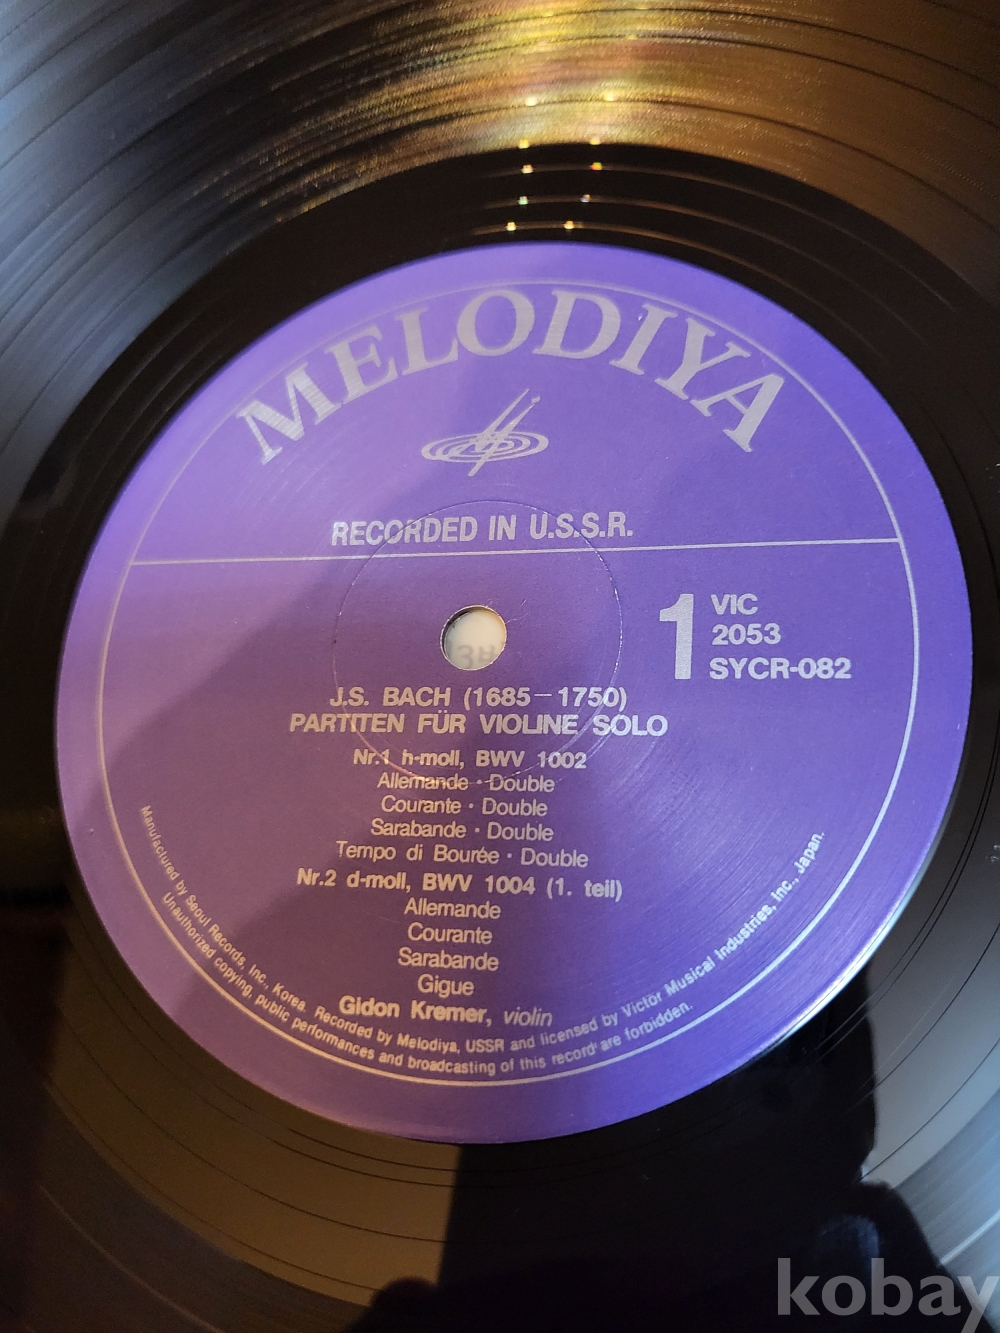 MELODIYA
RECORDED IN U.S.S.R.
1
VIC
2053
SYCR-082
J.S. BACH (1685–1750)
PARTITEN FÜR VIOLINE SOLO
Nr.1 h-moll, BWV 1002
Allemande · Double
Courante · Double
Sarabande · Double
Tempo di Bourée · Double
Nr.2 d-moll, BWV 1004 (1. teil)
Allemande
Courante
Sarabande
Gigue
Gidon Kremer, violin
Manufactured by Seoul Records, Inc., Korea. Recorded by Melodiya, USSR and licensed by Victor Musical Industries, Inc., Japan.
Unauthorized copying, public performances and broadcasting of this record are forbidden.
kobay